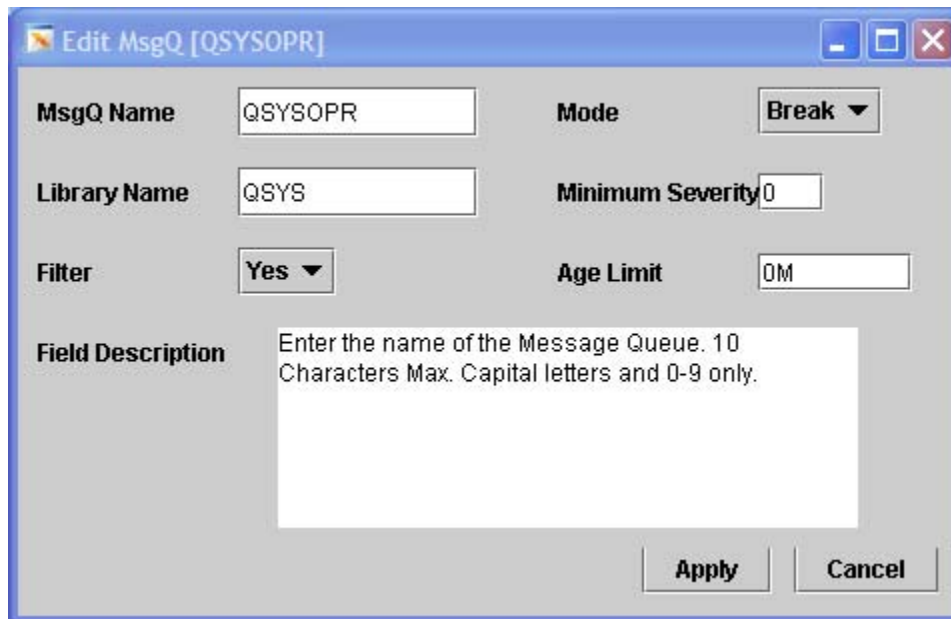 Edit MsgQ [QSYSOPR]
MsgQ Name QSYSOPR Mode Break
Library Name QSYS Minimum Severity 0
Filter Yes Age Limit 0M
Field Description Enter the name of the Message Queue. 10
Characters Max. Capital letters and 0-9 only.
Apply Cancel